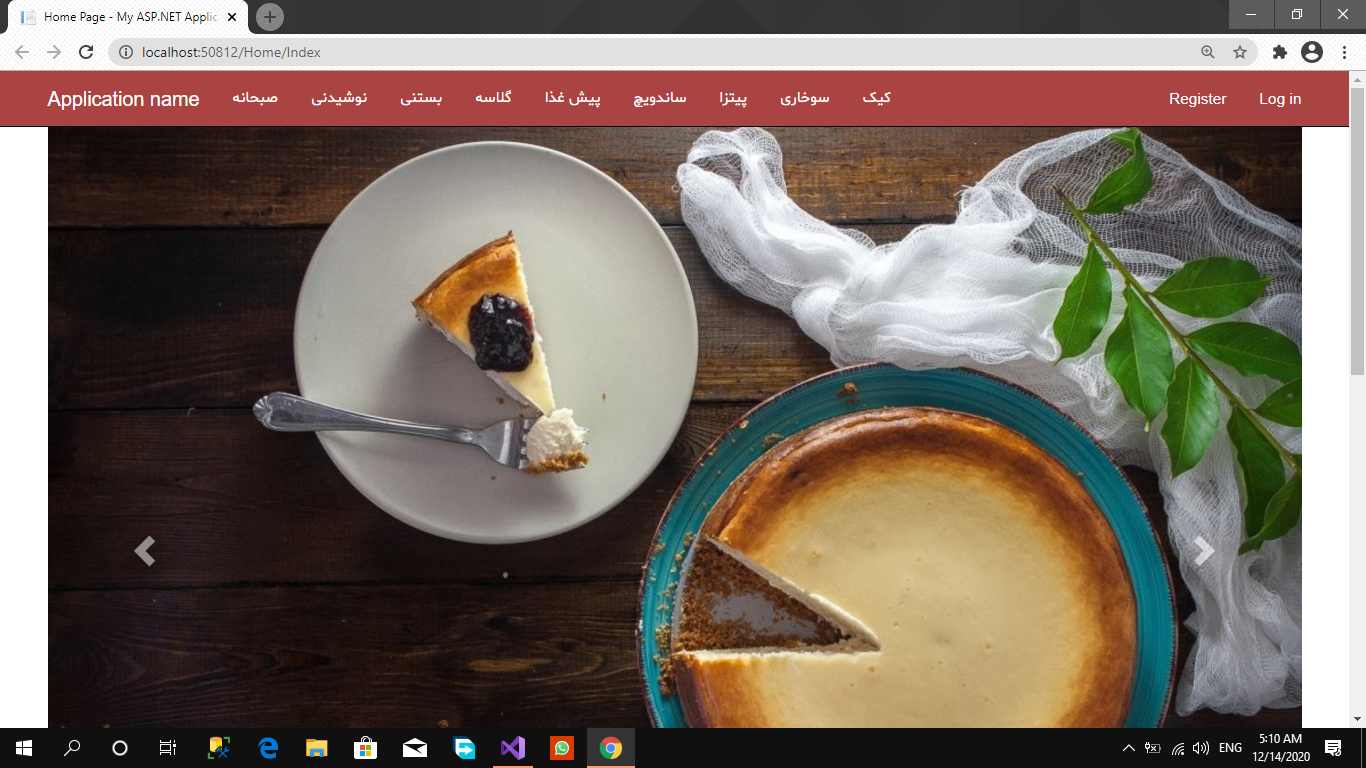 Home Page - My ASP.NET Applic
localhost:50812/Home/Index
Application name
صبحانه
نوشیدنی
بستنی
گلاسه
پیش غذا
ساندویچ
پیتزا
سوخاری
کیک
Register
Log in
ENG
5:10 AM
12/14/2020